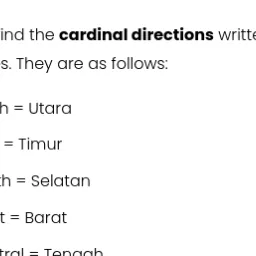 ind the cardinal directions writte
s. They are as follows:
h = Utara
= Timur
th = Selatan
t = Barat
tral = Tengah